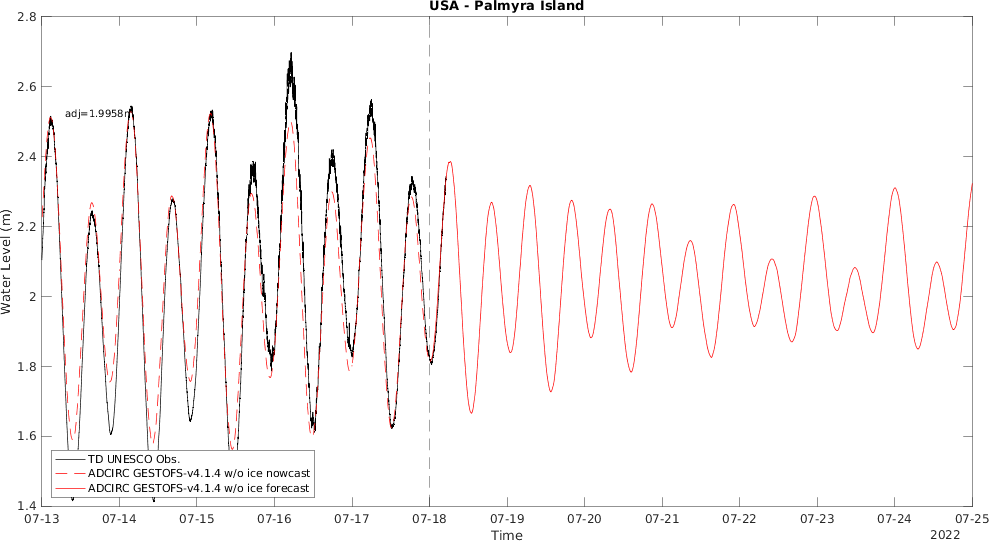 USA - Palmyra Island
2.8
2.6
2.4
2.2
2
1.8
1.6
1.4
Water Level (m)
adj=1.9958m
TD UNESCO Obs.
ADCIRC GESTOFS-v4.1.4 w/o ice nowcast
ADCIRC GESTOFS-v4.1.4 w/o ice forecast
07-13 07-14 07-15 07-16 07-17 07-18 07-19 07-20 07-21 07-22 07-23 07-24 07-25
Time
2022